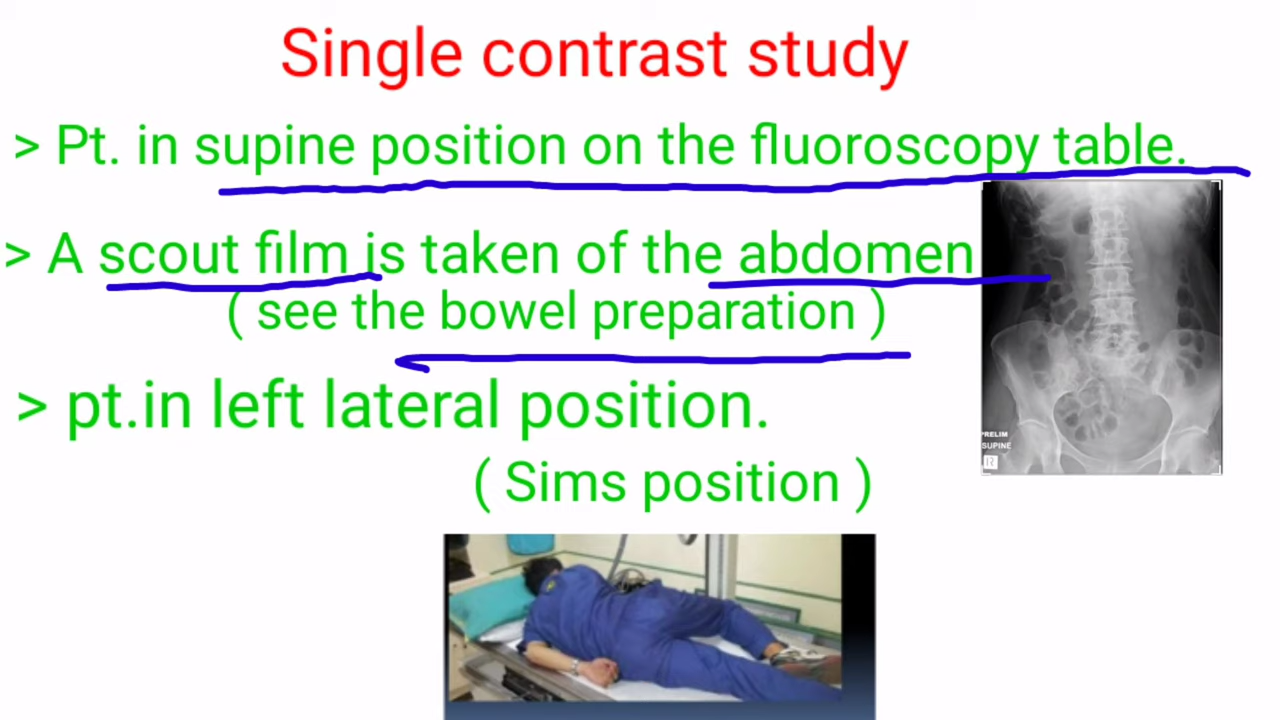 Single contrast study
> Pt. in supine position on the fluoroscopy table.
> A scout film is taken of the abdomen
( see the bowel preparation )
> pt.in left lateral position.
( Sims position )
PRELIM
SUPINE
R